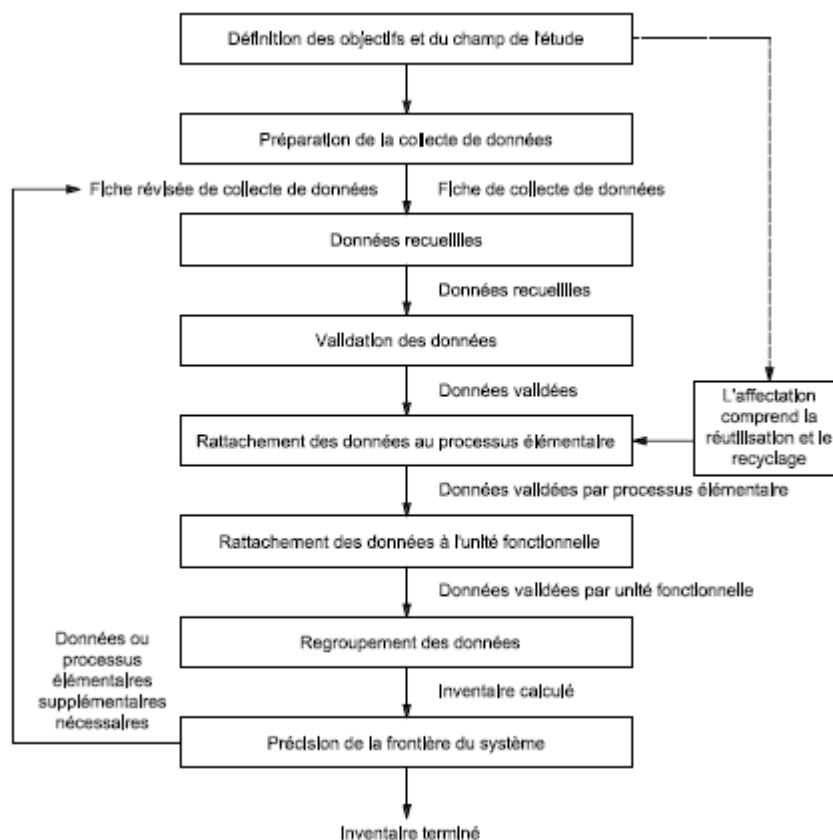 Définition des objectifs et du champ de l'étude
Préparation de la collecte de données
Fiche révisée de collecte de données
Fiche de collecte de données
Données recueillies
Données recueillies
Validation des données
Données validées
L'affectation
comprend la
réutilisation et le
recyclage
Rattachement des données au processus élémentaire
Données validées par processus élémentaire
Rattachement des données à l'unité fonctionnelle
Données validées par unité fonctionnelle
Regroupement des données
Données ou
processus
élémentaires
supplémentaires
nécessaires
Inventaire calculé
Précision de la frontière du système
Inventaire terminé